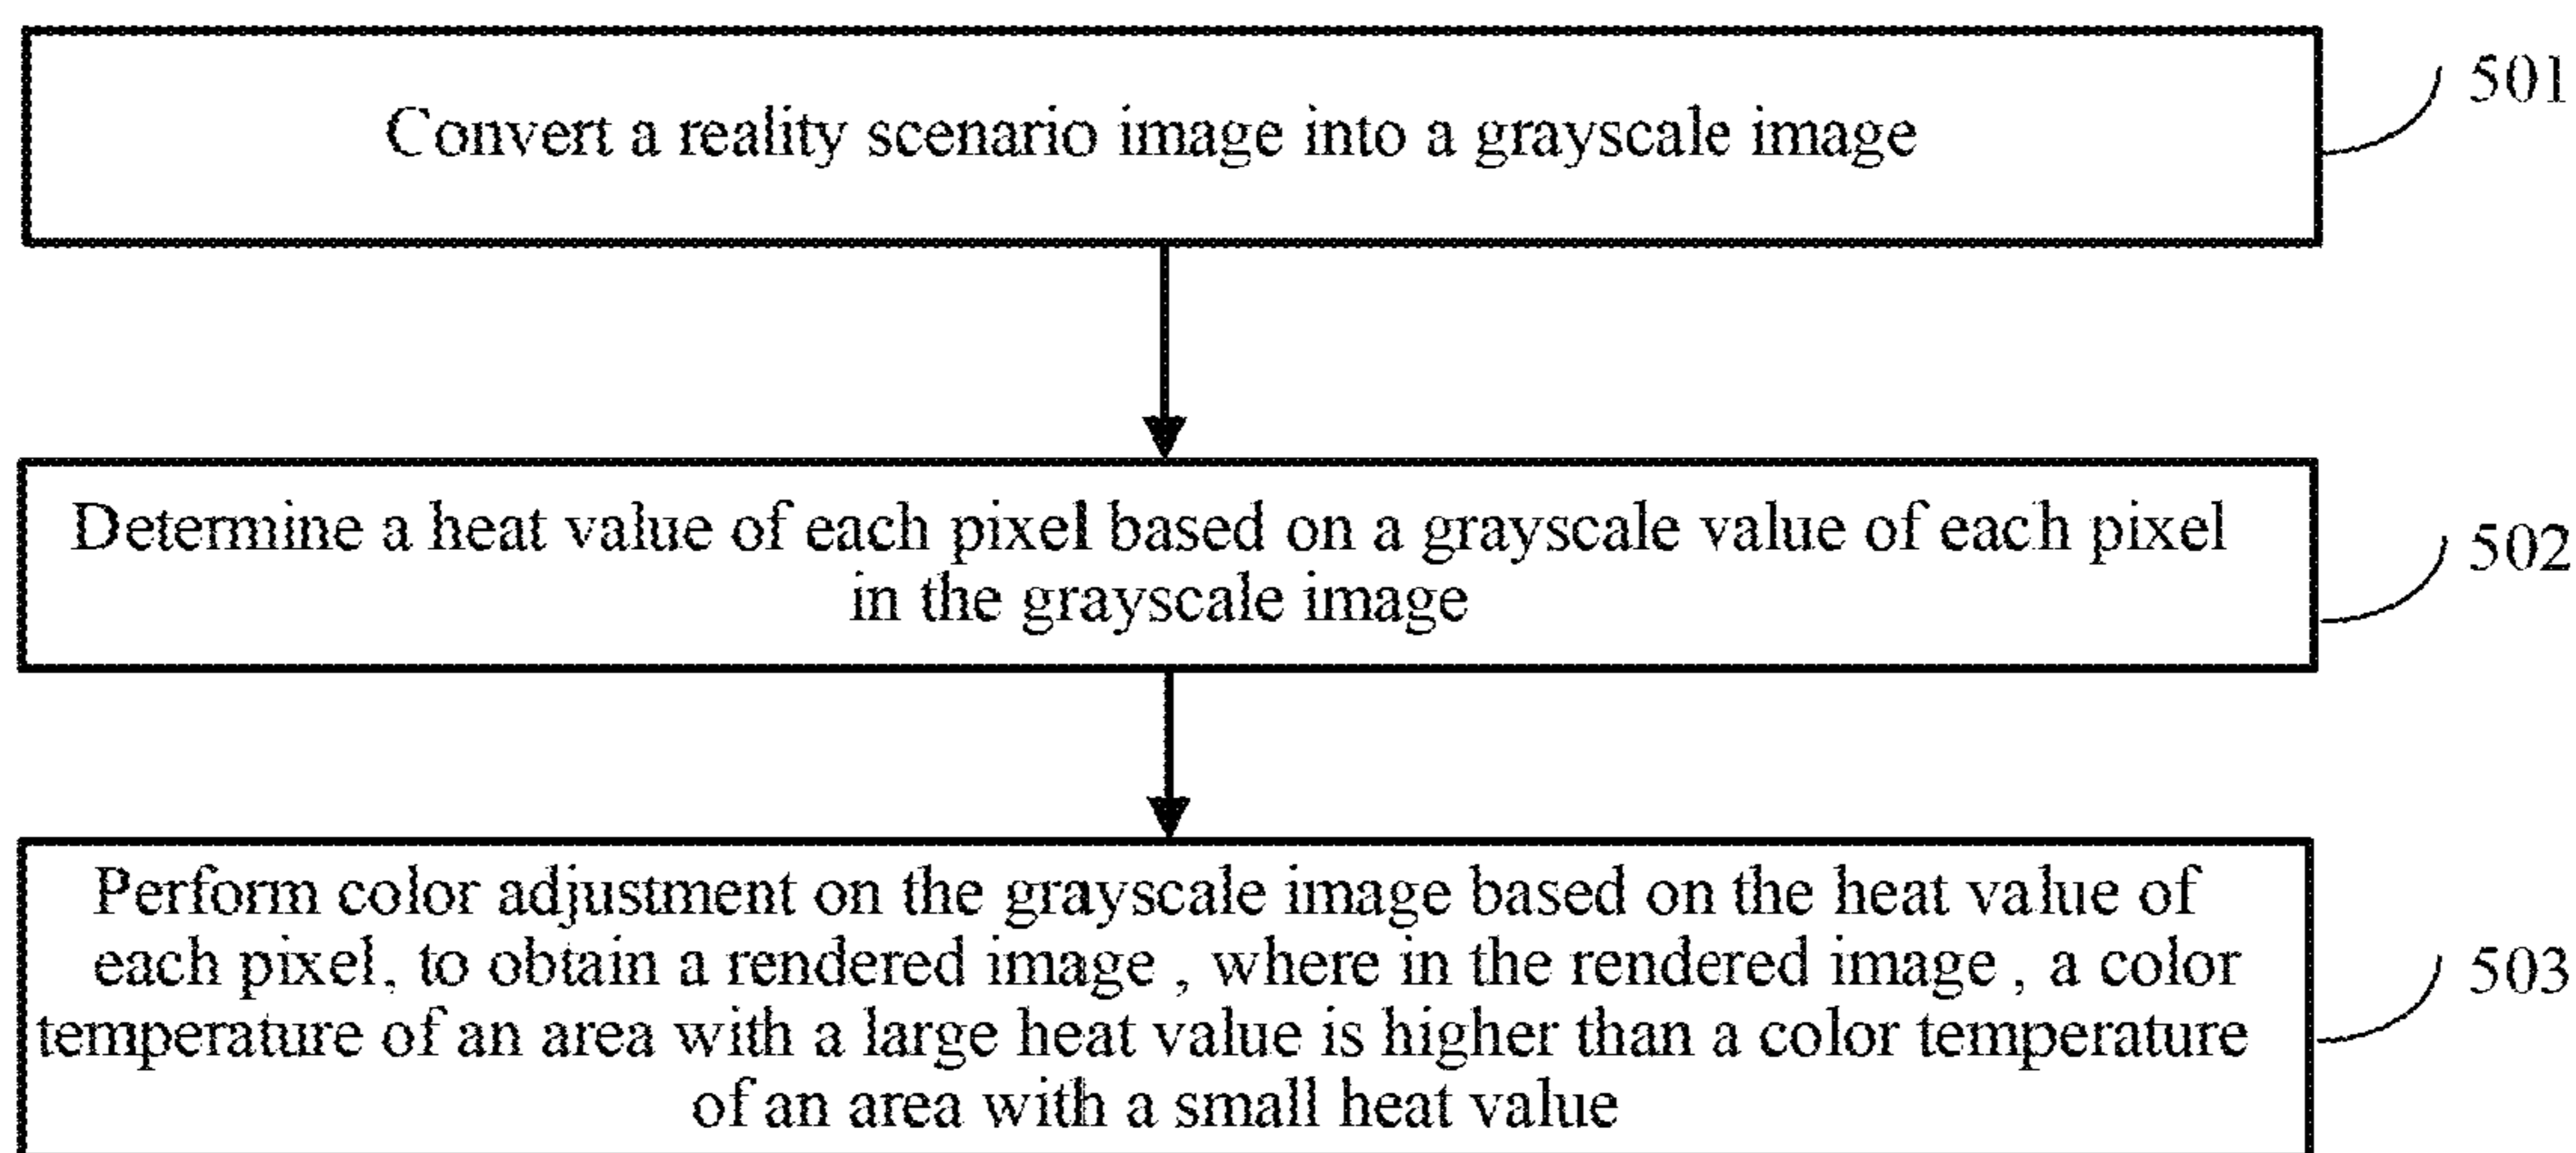 Convert a reality scenario image into a grayscale image
501
Determine a heat value of each pixel based on a grayscale value of each pixel
in the grayscale image
502
Perform color adjustment on the grayscale image based on the heat value of
each pixel, to obtain a rendered image , where in the rendered image , a color
temperature of an area with a large heat value is higher than a color temperature
of an area with a small heat value
503